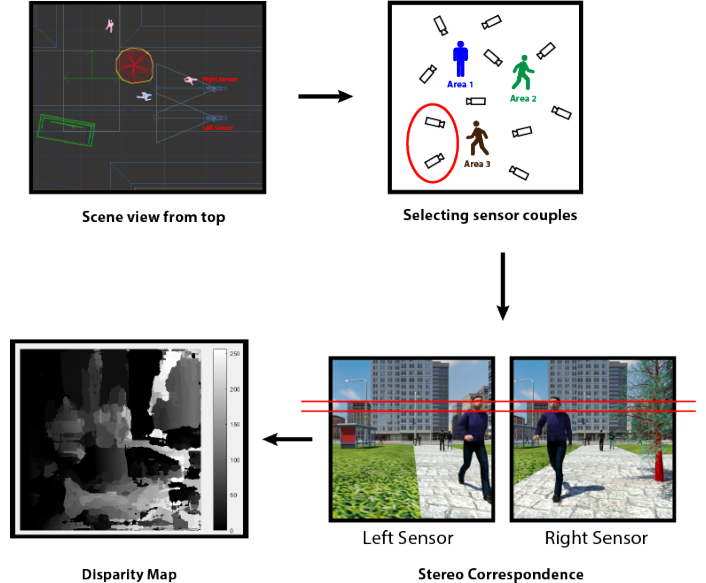 Right Sensor
Left Sensor
Scene view from top
Area 1
Area 2
Area 3
Selecting sensor couples
250
200
150
100
50
0
Disparity Map
Left Sensor
Right Sensor
Stereo Correspondence